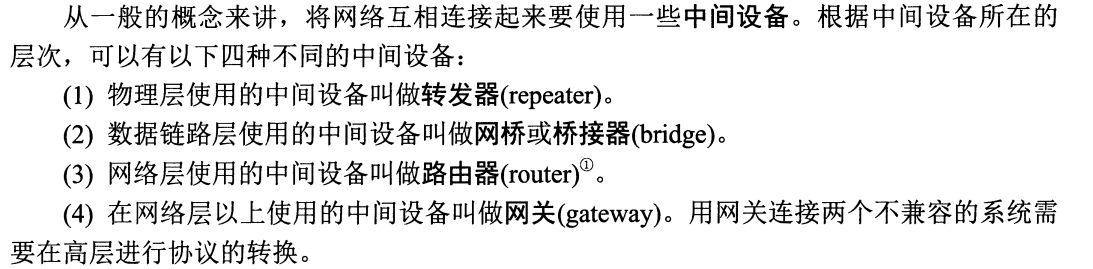 从一般的概念来讲，将网络互相连接起来要使用一些中间设备。根据中间设备所在的
层次，可以有以下四种不同的中间设备：
(1) 物理层使用的中间设备叫做转发器(repeater)。
(2) 数据链路层使用的中间设备叫做网桥或桥接器(bridge)。
(3) 网络层使用的中间设备叫做路由器(router)①。
(4) 在网络层以上使用的中间设备叫做网关(gateway)。用网关连接两个不兼容的系统需
要在高层进行协议的转换。